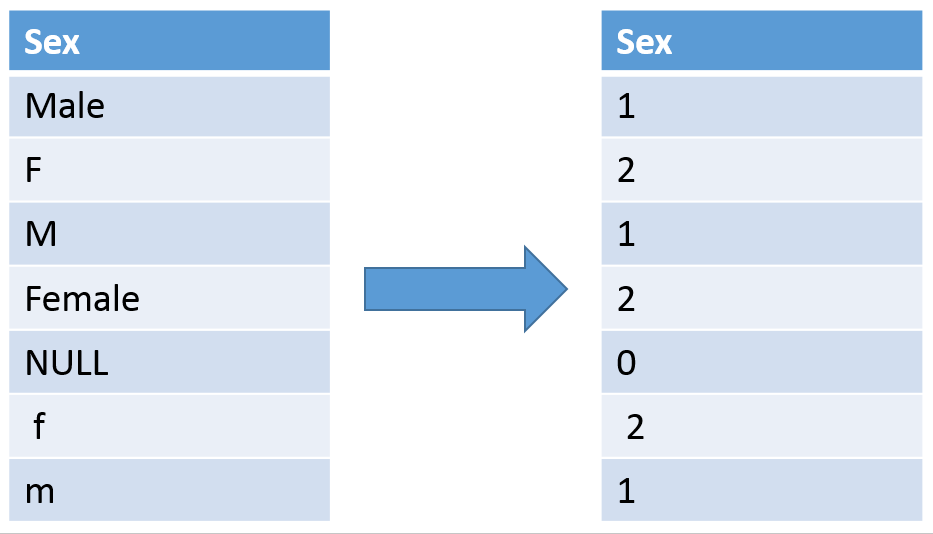 Sex Sex
Male 1
F 2
M 1
Female 2
NULL 0
f 2
m 1